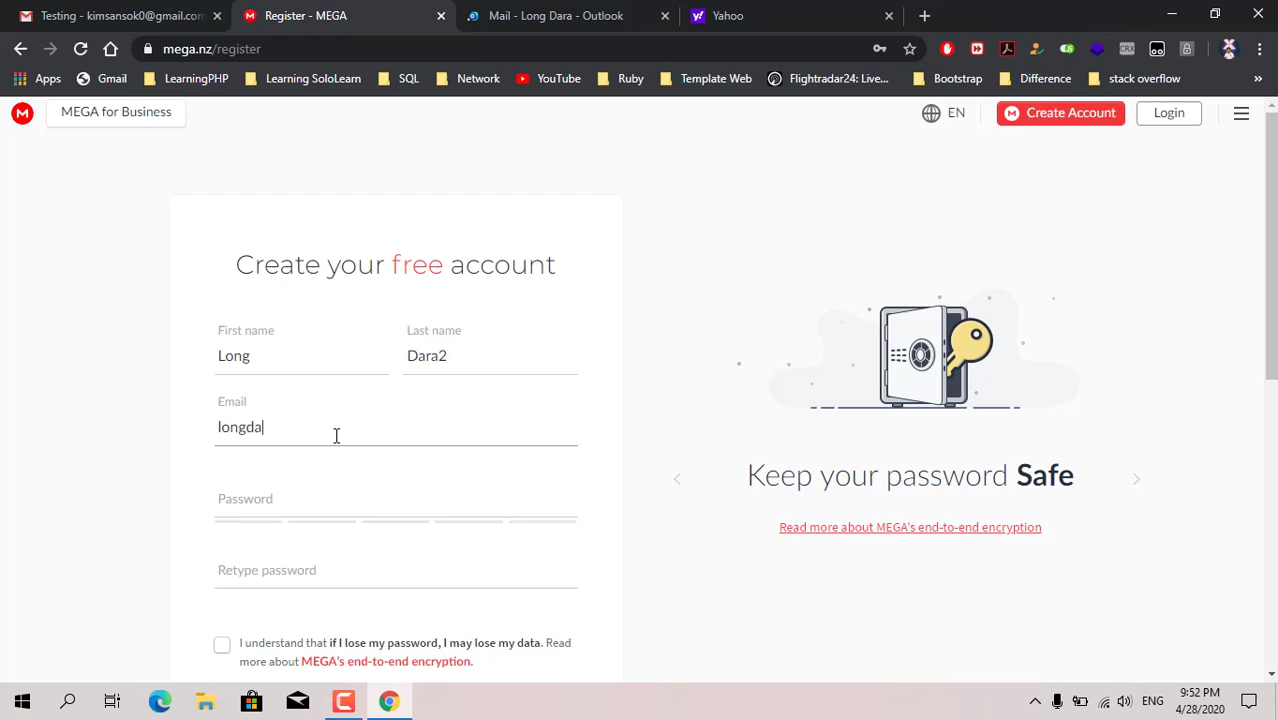 Testing - kimsansok0@gmail.com
Register - MEGA
Mail - Long Dara - Outlook
Yahoo
mega.nz/register
Apps
Gmail
LearningPHP
Learning SoloLearn
SQL
Network
YouTube
Ruby
Template Web
Flightradar24: Live...
Bootstrap
Difference
stack overflow
»
MEGA for Business
EN
Create Account
Login
Create your free account
First name
Last name
Long
Dara2
Email
longda
Password
Retype password
I understand that if I lose my password, I may lose my data. Read
more about MEGA's end-to-end encryption.
Keep your password Safe
Read more about MEGA's end-to-end encryption
ENG
9:52 PM
4/28/2020